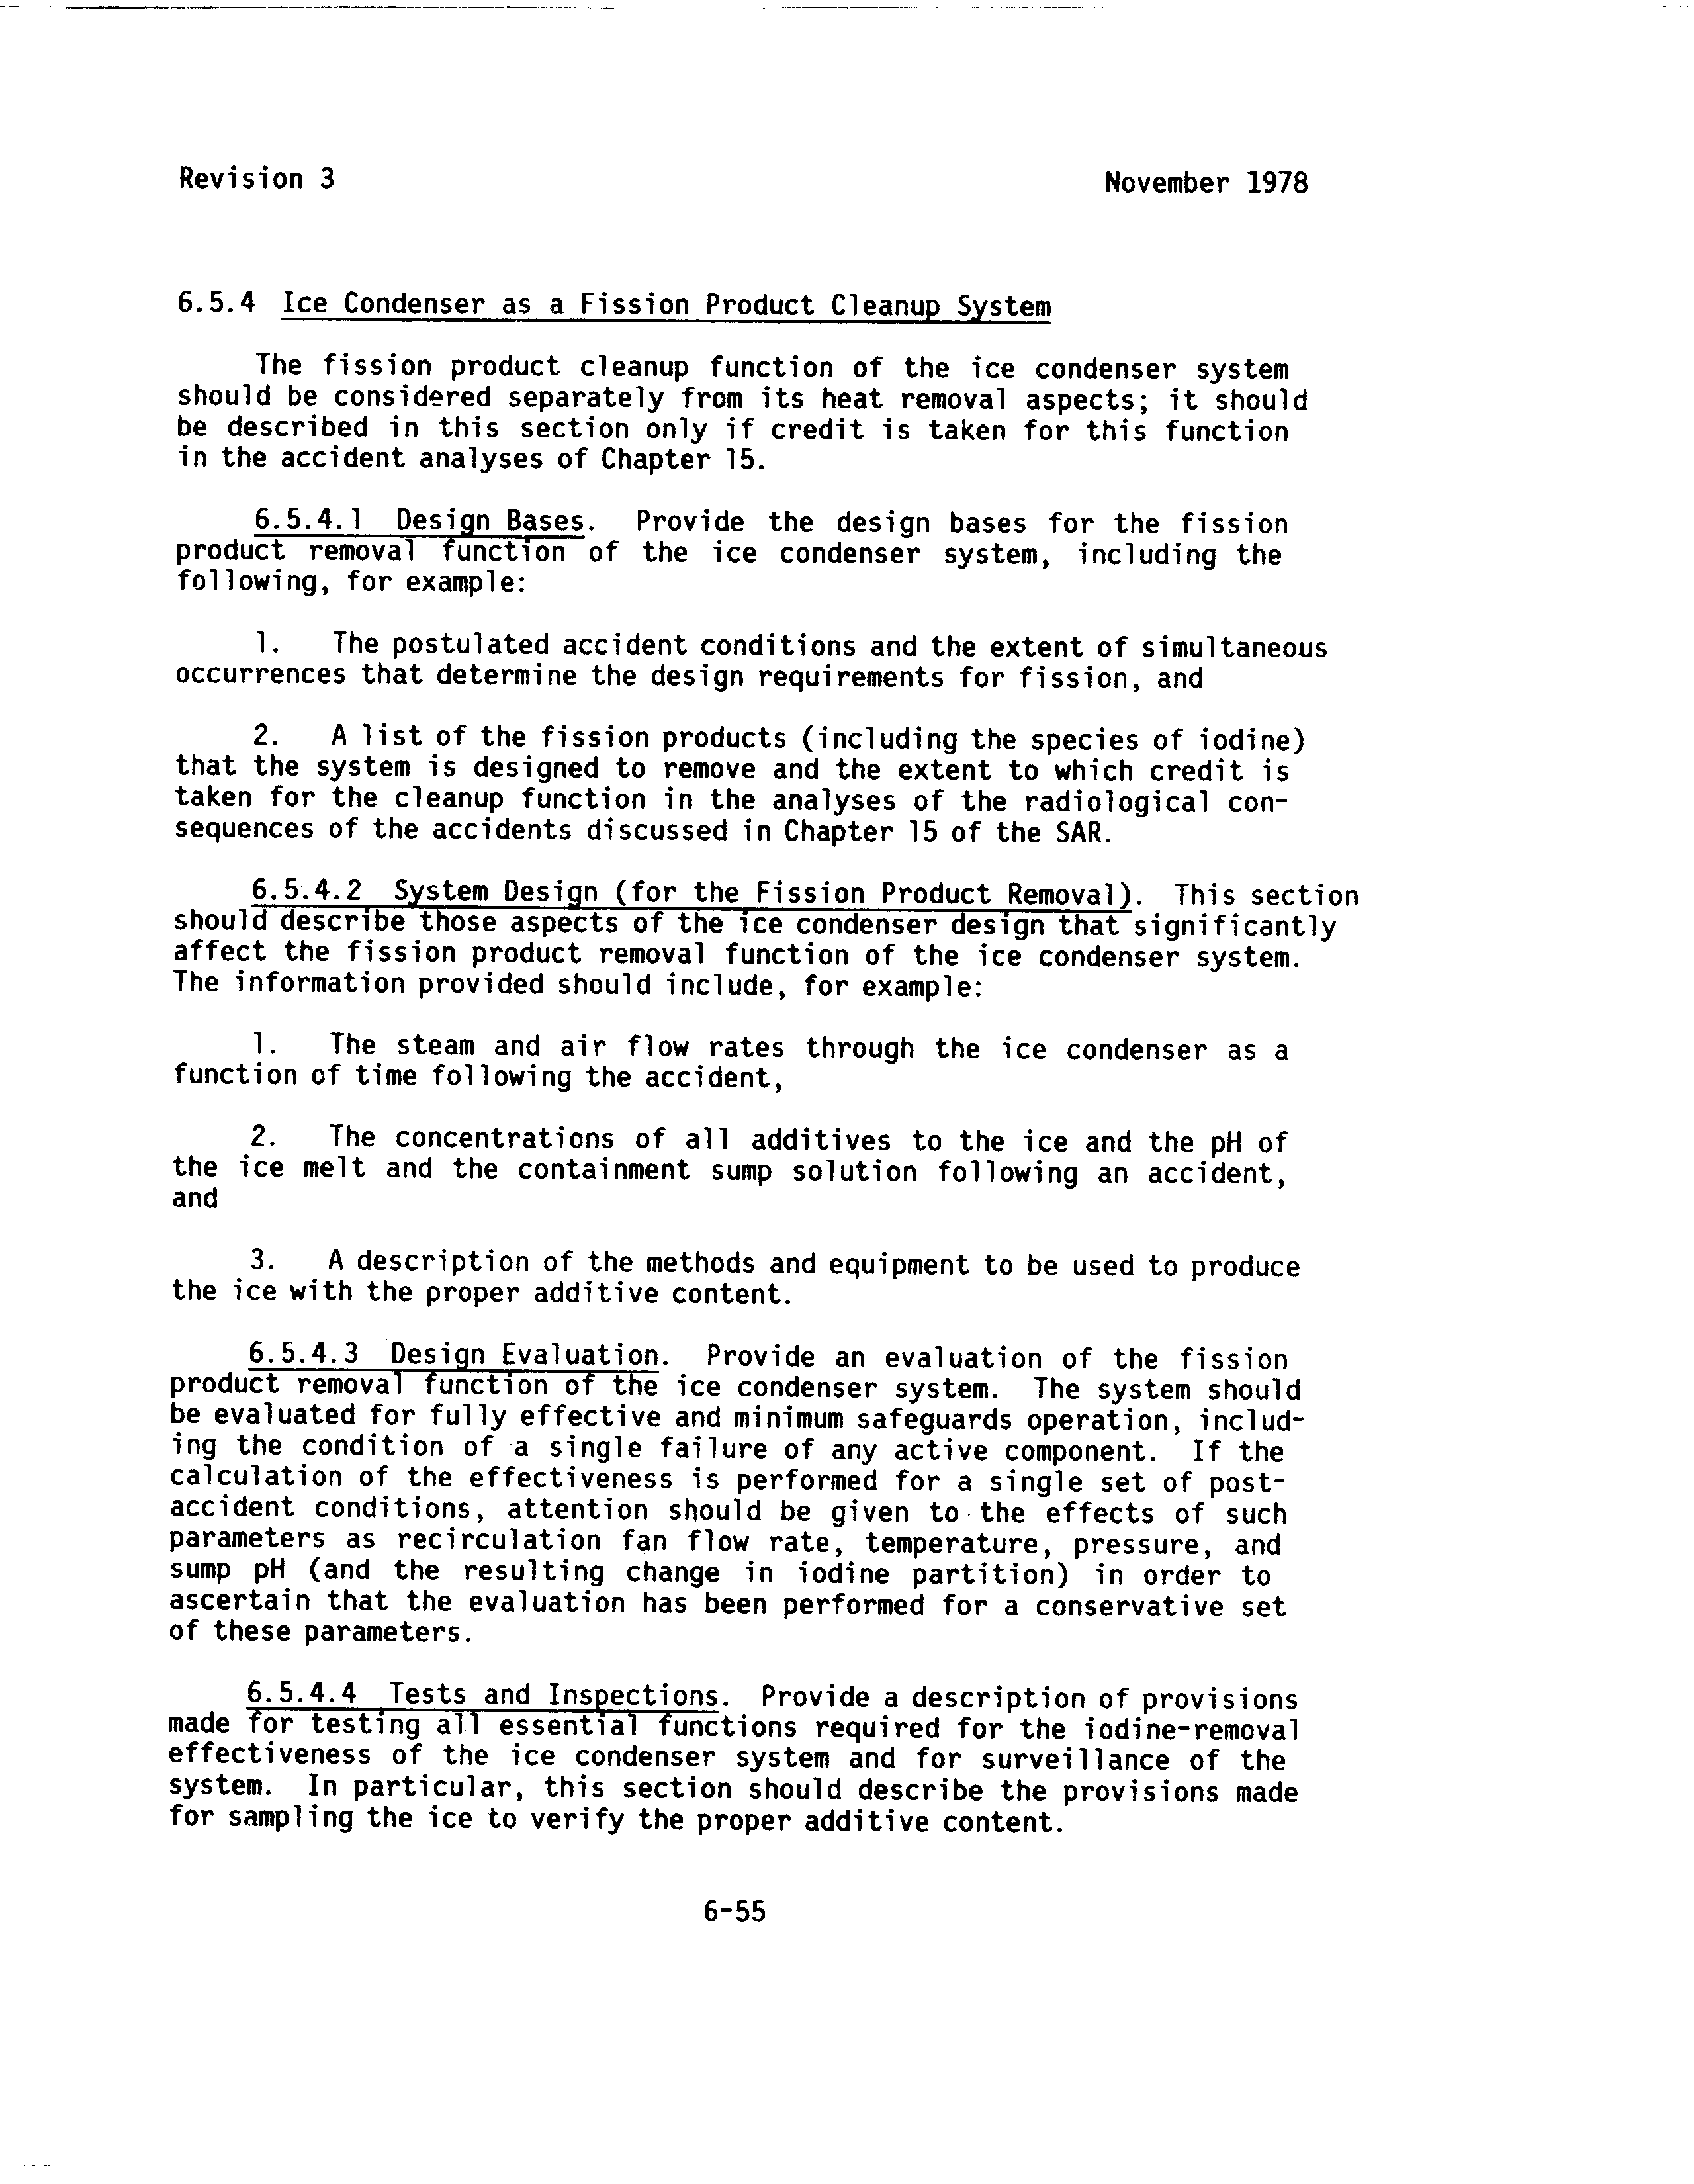 Revision 3
November 1978
6.5.4 Ice Condenser as a Fission Product Cleanup System
The fission product cleanup function of the ice condenser system
should be considered separately from its heat removal aspects; it should
be described in this section only if credit is taken for this function
in the accident analyses of Chapter 15.
6.5.4.1 Design Bases. Provide the design bases for the fission
product removal function of the ice condenser system, including the
following, for example:
1. The postulated accident conditions and the extent of simultaneous
occurrences that determine the design requirements for fission, and
2. A list of the fission products (including the species of iodine)
that the system is designed to remove and the extent to which credit is
taken for the cleanup function in the analyses of the radiological con-
sequences of the accidents discussed in Chapter 15 of the SAR.
6.5.4.2 System Design (for the Fission Product Removal). This section
should describe those aspects of the ice condenser design that significantly
affect the fission product removal function of the ice condenser system.
The information provided should include, for example:
1. The steam and air flow rates through the ice condenser as a
function of time following the accident,
2. The concentrations of all additives to the ice and the pH of
the ice melt and the containment sump solution following an accident,
and
3. A description of the methods and equipment to be used to produce
the ice with the proper additive content.
6.5.4.3 Design Evaluation. Provide an evaluation of the fission
product removal function of the ice condenser system. The system should
be evaluated for fully effective and minimum safeguards operation, includ-
ing the condition of a single failure of any active component. If the
calculation of the effectiveness is performed for a single set of post-
accident conditions, attention should be given to the effects of such
parameters as recirculation fan flow rate, temperature, pressure, and
sump pH (and the resulting change in iodine partition) in order to
ascertain that the evaluation has been performed for a conservative set
of these parameters.
6.5.4.4 Tests and Inspections. Provide a description of provisions
made for testing all essential functions required for the iodine-removal
effectiveness of the ice condenser system and for surveillance of the
system. In particular, this section should describe the provisions made
for sampling the ice to verify the proper additive content.
6-55